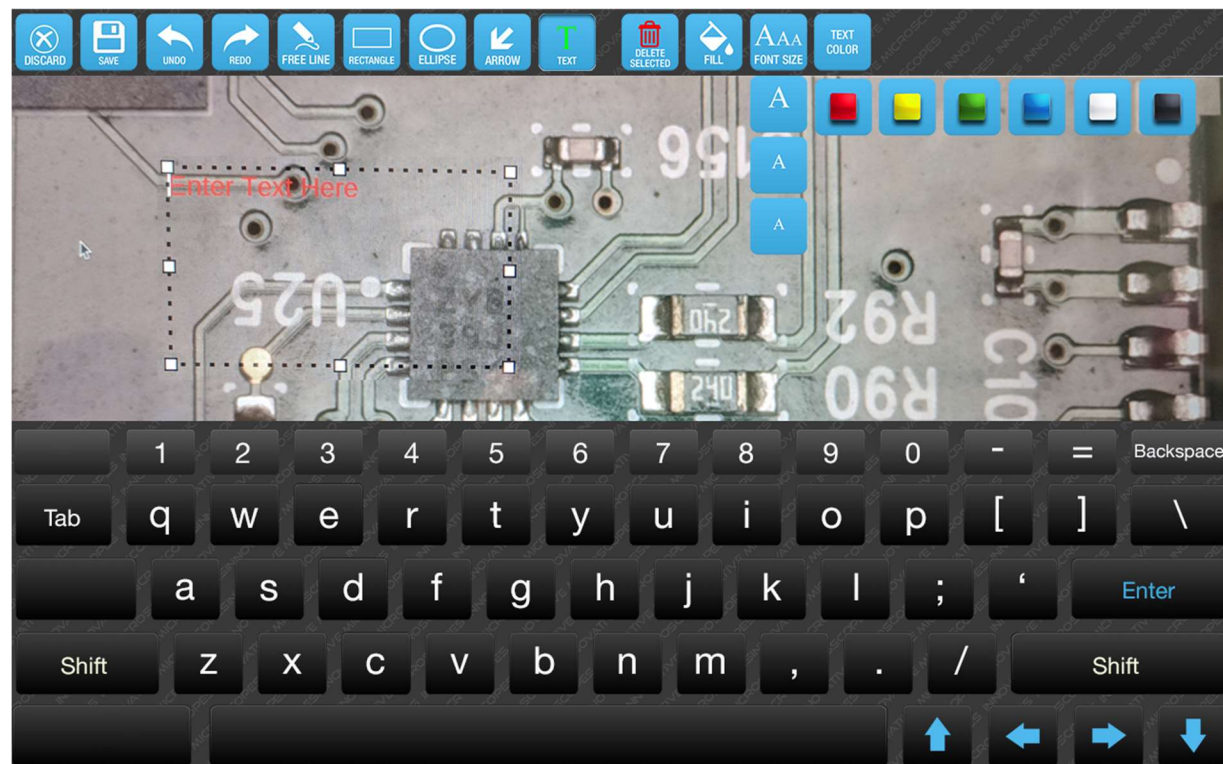 DISCARD SAVE UNDO REDO FREE LINE RECTANGLE ELLIPSE ARROW T TEXT DELETE SELECTED FILL AAA FONT SIZE TEXT COLOR
A
A
A
Enter Text Here
U25
R92
240
R90
240
C10
1 2 3 4 5 6 7 8 9 0 - = Backspace
Tab q w e r t y u i o p [ ] \
a s d f g h j k l ; ‘ Enter
Shift z x c v b n m , . / Shift